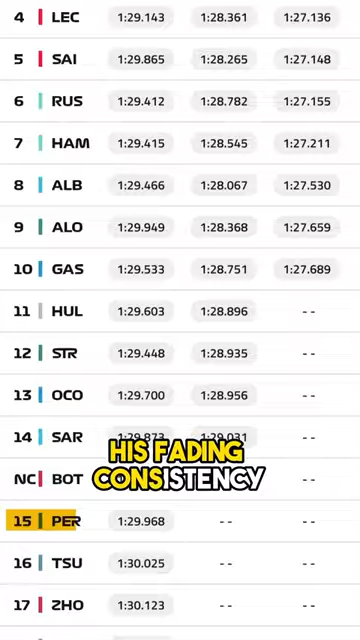 4 LEC 1:29.143 1:28.361 1:27.136
5 SAI 1:29.865 1:28.265 1:27.148
6 RUS 1:29.412 1:28.782 1:27.155
7 HAM 1:29.415 1:28.545 1:27.211
8 ALB 1:29.466 1:28.067 1:27.530
9 ALO 1:29.949 1:28.368 1:27.659
10 GAS 1:29.533 1:28.751 1:27.689
11 HUL 1:29.603 1:28.896 - -
12 STR 1:29.448 1:28.935 - -
13 OCO 1:29.700 1:28.956 - -
14 SAR 1:29.873 1:29.031 - -
HIS FADING
CONSISTENCY
NC BOT - -
15 PER 1:29.968 - - - -
16 TSU 1:30.025 - - - -
17 ZHO 1:30.123 - - - -